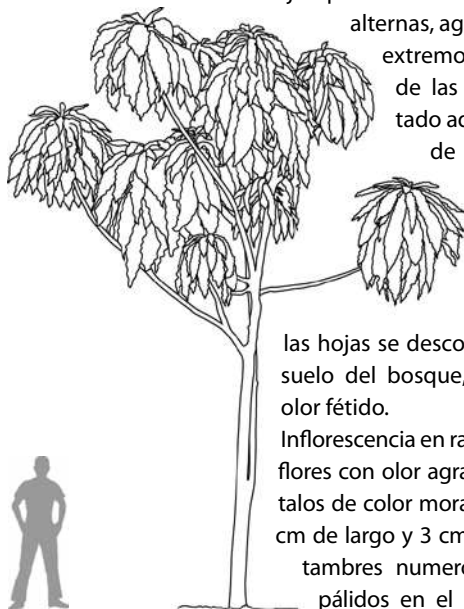 alternas, ag
extremo
de las
tado ac
de
las hojas se desco
suelo del bosque,
olor fétido.
Inflorescencia en ra
flores con olor agra
talos de color mora
cm de largo y 3 cm
tambres numero
pálidos en el